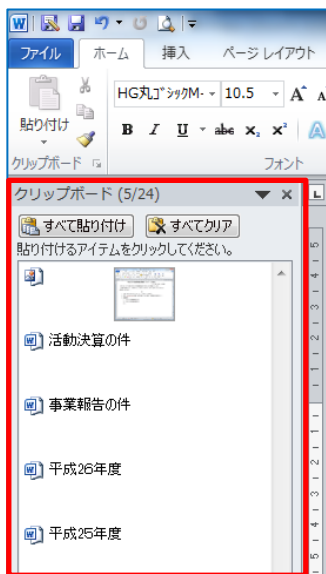 ファイル ホーム 挿入 ページ レイアウト
HG丸ｺﾞｼｯｸM- 10.5 A
貼り付け
B I U abc x₂ x² A
クリップボード フォント
クリップボード (5/24)
すべて貼り付け すべてクリア
貼り付けるアイテムをクリックしてください。
活動決算の件
事業報告の件
平成26年度
平成25年度